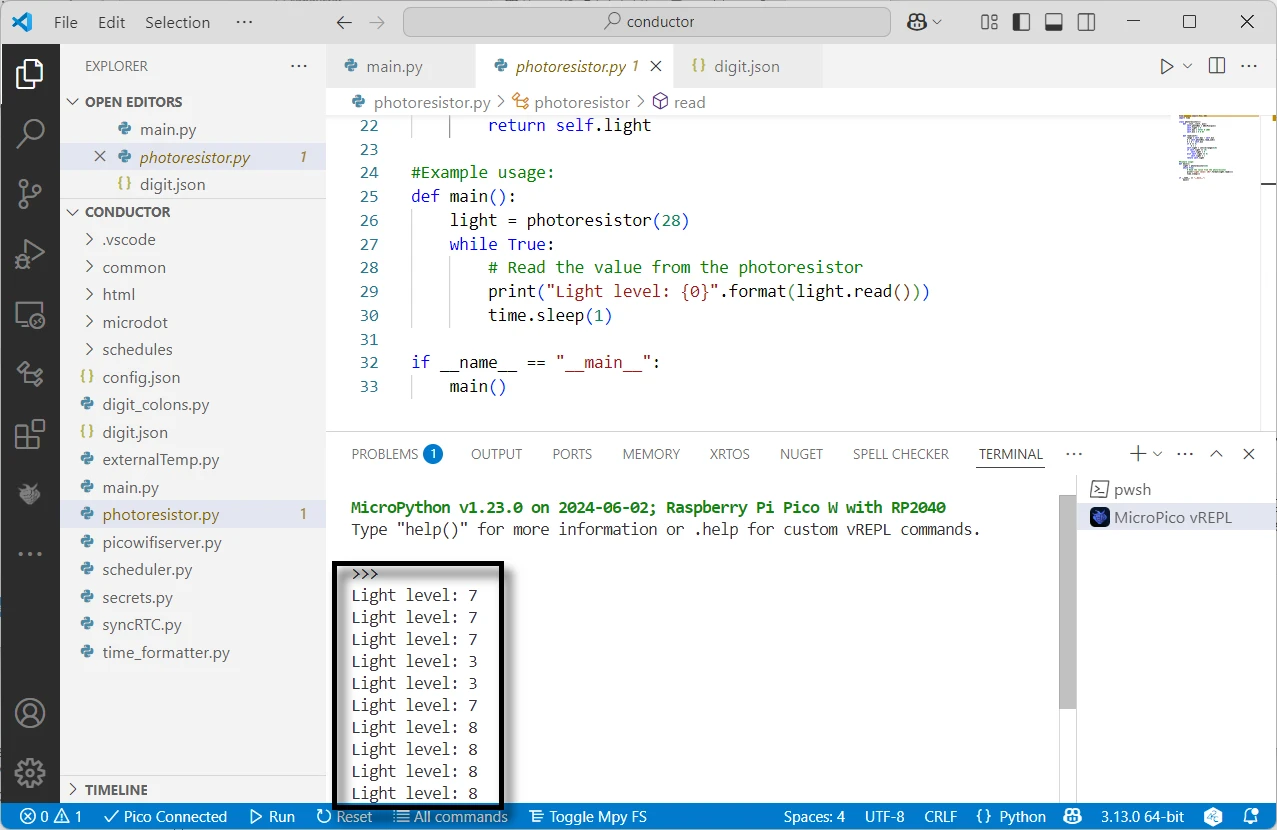 File Edit Selection ··· conductor
EXPLORER ···
OPEN EDITORS
main.py
photoresistor.py 1
digit.json
CONDUCTOR
.vscode
common
html
microdot
schedules
config.json
digit_colons.py
digit.json
externalTemp.py
main.py
photoresistor.py 1
picowifiserver.py
scheduler.py
secrets.py
syncRTC.py
time_formatter.py
TIMELINE
main.py photoresistor.py 1 digit.json
photoresistor.py > photoresistor > read
22 return self.light
23
24 #Example usage:
25 def main():
26 light = photoresistor(28)
27 while True:
28 # Read the value from the photoresistor
29 print("Light level: {0}".format(light.read()))
30 time.sleep(1)
31
32 if __name__ == "__main__":
33 main()
PROBLEMS 1 OUTPUT PORTS MEMORY XRTOS NUGET SPELL CHECKER TERMINAL ···
MicroPython v1.23.0 on 2024-06-02; Raspberry Pi Pico W with RP2040
Type "help()" for more information or .help for custom vREPL commands.
>>>
Light level: 7
Light level: 7
Light level: 7
Light level: 3
Light level: 3
Light level: 7
Light level: 8
Light level: 8
Light level: 8
Light level: 8
pwsh
MicroPico vREPL
0 1 Pico Connected Run Reset All commands Toggle Mpy FS Spaces: 4 UTF-8 CRLF {} Python 3.13.0 64-bit